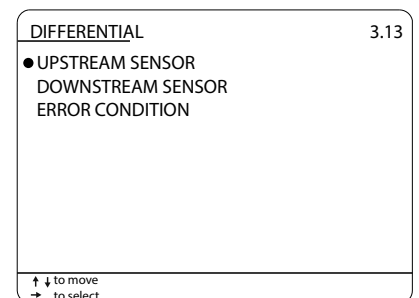 DIFFERENTIAL 3.13
● UPSTREAM SENSOR
DOWNSTREAM SENSOR
ERROR CONDITION
↑ ↓ to move
→ to select